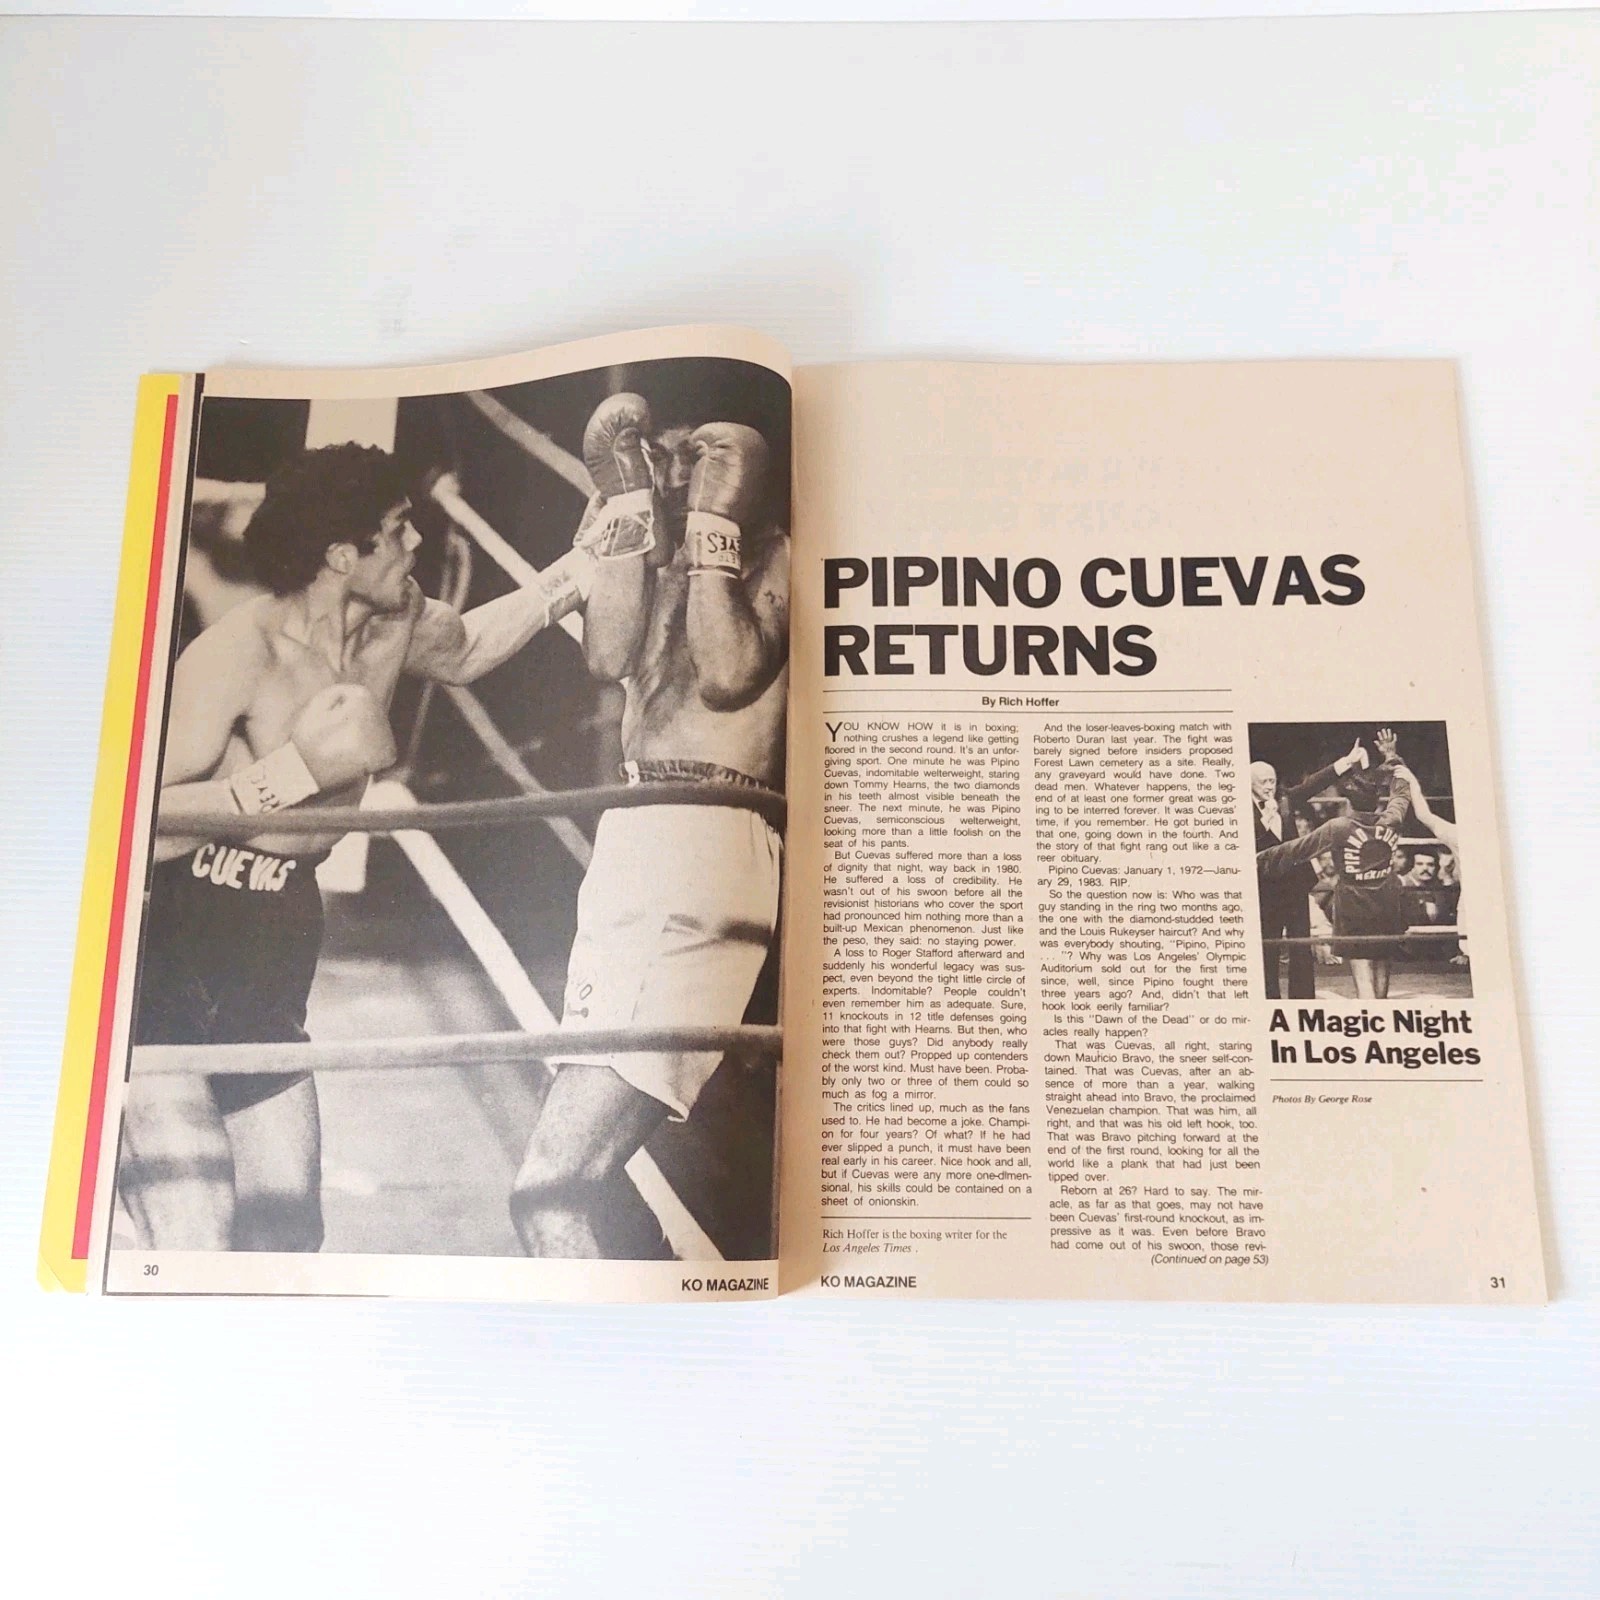 CUEVAS
REYES
REYES
30
KO MAGAZINE
PIPINO CUEVAS
RETURNS
By Rich Hoffer
YOU KNOW HOW it is in boxing;
nothing crushes a legend like getting
floored in the second round. It's an unfor-
giving sport. One minute he was Pipino
Cuevas, indomitable welterweight, staring
down Tommy Hearns, the two diamonds
in his teeth almost visible beneath the
sneer. The next minute, he was Pipino
Cuevas, semiconscious welterweight,
looking more than a little foolish on the
seat of his pants.
But Cuevas suffered more than a loss
of dignity that night, way back in 1980.
He suffered a loss of credibility. He
wasn't out of his swoon before all the
revisionist historians who cover the sport
had pronounced him nothing more than a
built-up Mexican phenomenon. Just like
the peso, they said: no staying power.
A loss to Roger Stafford afterward and
suddenly his wonderful legacy was sus-
pect, even beyond the tight little circle of
experts. Indomitable? People couldn't
even remember him as adequate. Sure,
11 knockouts in 12 title defenses going
into that fight with Hearns. But then, who
were those guys? Did anybody really
check them out? Propped up contenders
of the worst kind. Must have been. Proba-
bly only two or three of them could so
much as fog a mirror.
The critics lined up, much as the fans
used to. He had become a joke. Champi-
on for four years? Of what? If he had
ever slipped a punch, it must have been
real early in his career. Nice hook and all,
but if Cuevas were any more one-dimen-
sional, his skills could be contained on a
sheet of onionskin.
Rich Hoffer is the boxing writer for the
Los Angeles Times .
And the loser-leaves-boxing match with
Roberto Duran last year. The fight was
barely signed before insiders proposed
Forest Lawn cemetery as a site. Really,
any graveyard would have done. Two
dead men. Whatever happens, the leg-
end of at least one former great was go-
ing to be interred forever. It was Cuevas'
time, if you remember. He got buried in
that one, going down in the fourth. And
the story of that fight rang out like a ca-
reer obituary.
Pipino Cuevas: January 1, 1972—Janu-
ary 29, 1983. RIP.
So the question now is: Who was that
guy standing in the ring two months ago,
the one with the diamond-studded teeth
and the Louis Rukeyser haircut? And why
was everybody shouting, "Pipino, Pipino
. . . "? Why was Los Angeles' Olympic
Auditorium sold out for the first time
since, well, since Pipino fought there
three years ago? And, didn't that left
hook look eerily familiar?
Is this "Dawn of the Dead" or do mir-
acles really happen?
That was Cuevas, all right, staring
down Mauricio Bravo, the sneer self-con-
tained. That was Cuevas, after an ab-
sence of more than a year, walking
straight ahead into Bravo, the proclaimed
Venezuelan champion. That was him, all
right, and that was his old left hook, too.
That was Bravo pitching forward at the
end of the first round, looking for all the
world like a plank that had just been
tipped over.
Reborn at 26? Hard to say. The mir-
acle, as far as that goes, may not have
been Cuevas' first-round knockout, as im-
pressive as it was. Even before Bravo
had come out of his swoon, those revi-
(Continued on page 53)
PIPINO CUEVAS
MEXICO
A Magic Night
In Los Angeles
Photos By George Rose
KO MAGAZINE
31